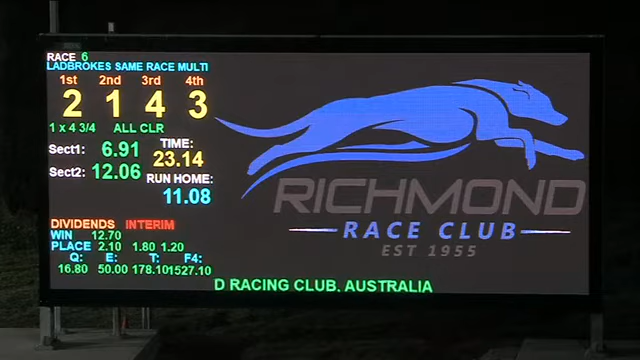 RACE 6
LADBROKES SAME RACE MULTI
1st 2nd 3rd 4th
2 1 4 3
1 x 4 3/4 ALL CLR
Sect1: 6.91
Sect2: 12.06
TIME:
23.14
RUN HOME:
11.08
DIVIDENDS INTERIM
WIN 12.70
PLACE 2.10 1.80 1.20
Q: E: T: F4:
16.80 50.00 178.10 1527.10
RICHMOND
RACE CLUB
EST 1955
D RACING CLUB, AUSTRALIA